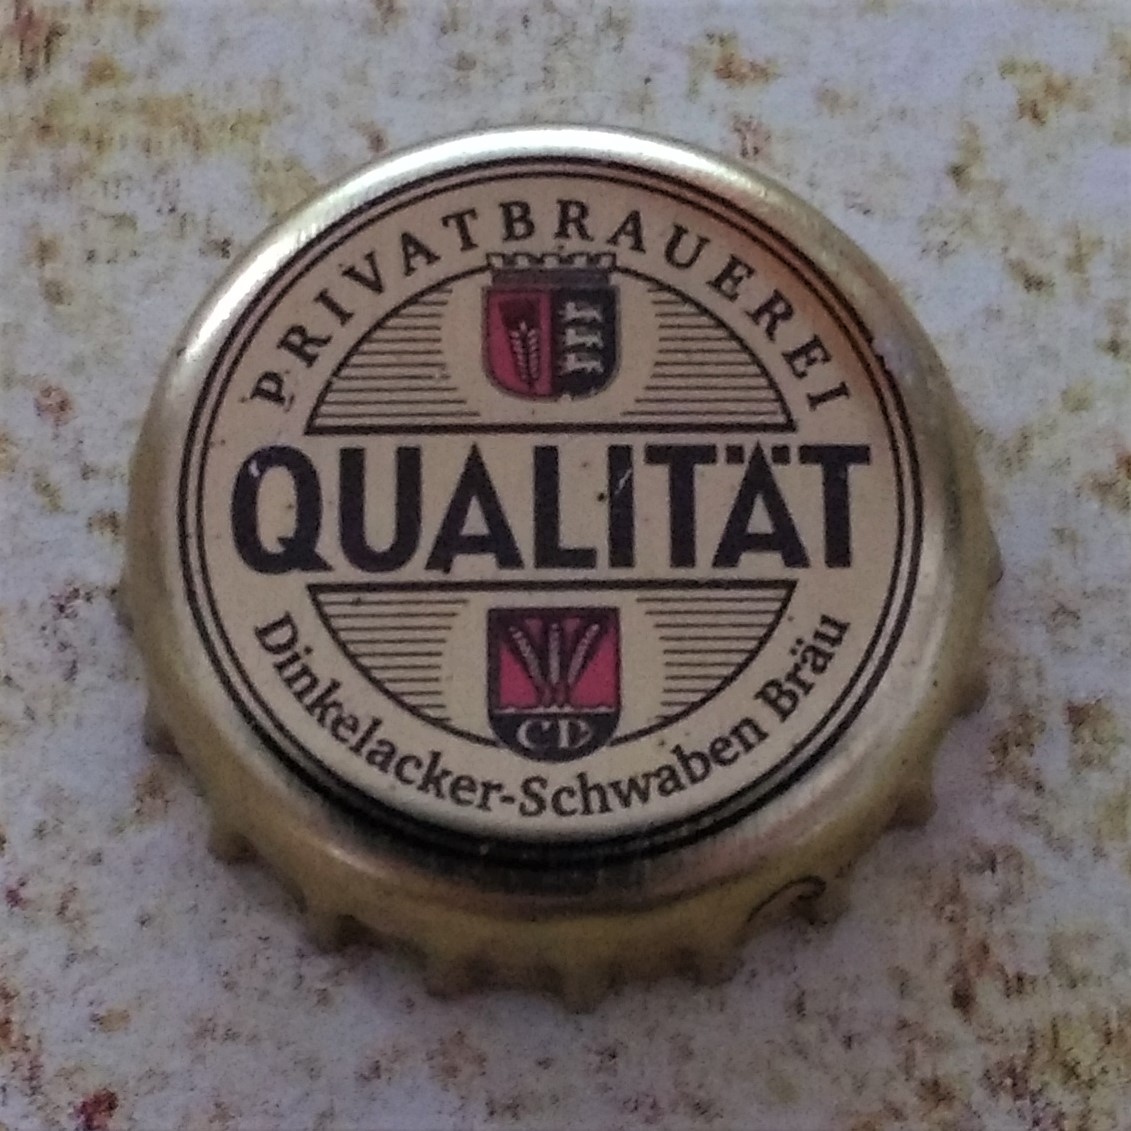 PRIVATBRAUEREI
QUALITÄT
CD
Dinkelacker-Schwaben Bräu